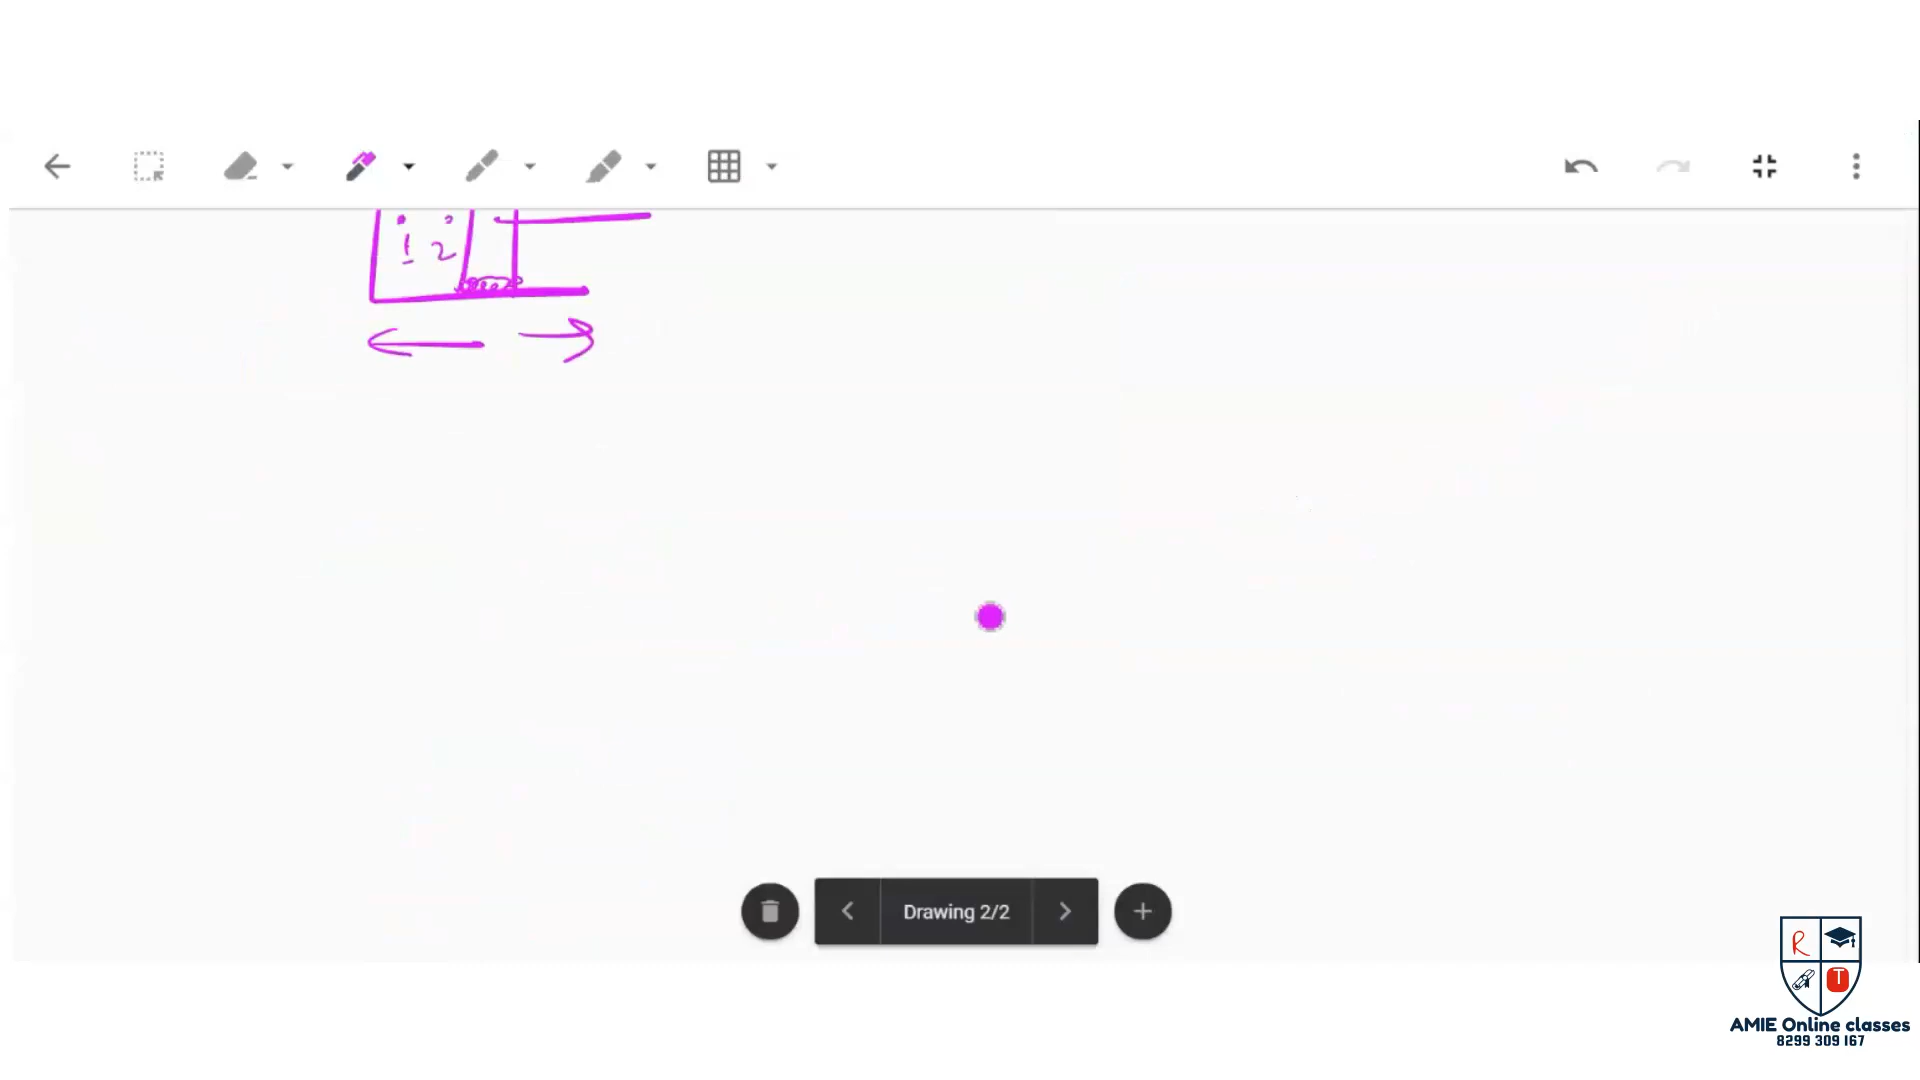 1 2
Drawing 2/2
R
T
AMIE Online classes
8299 309 167